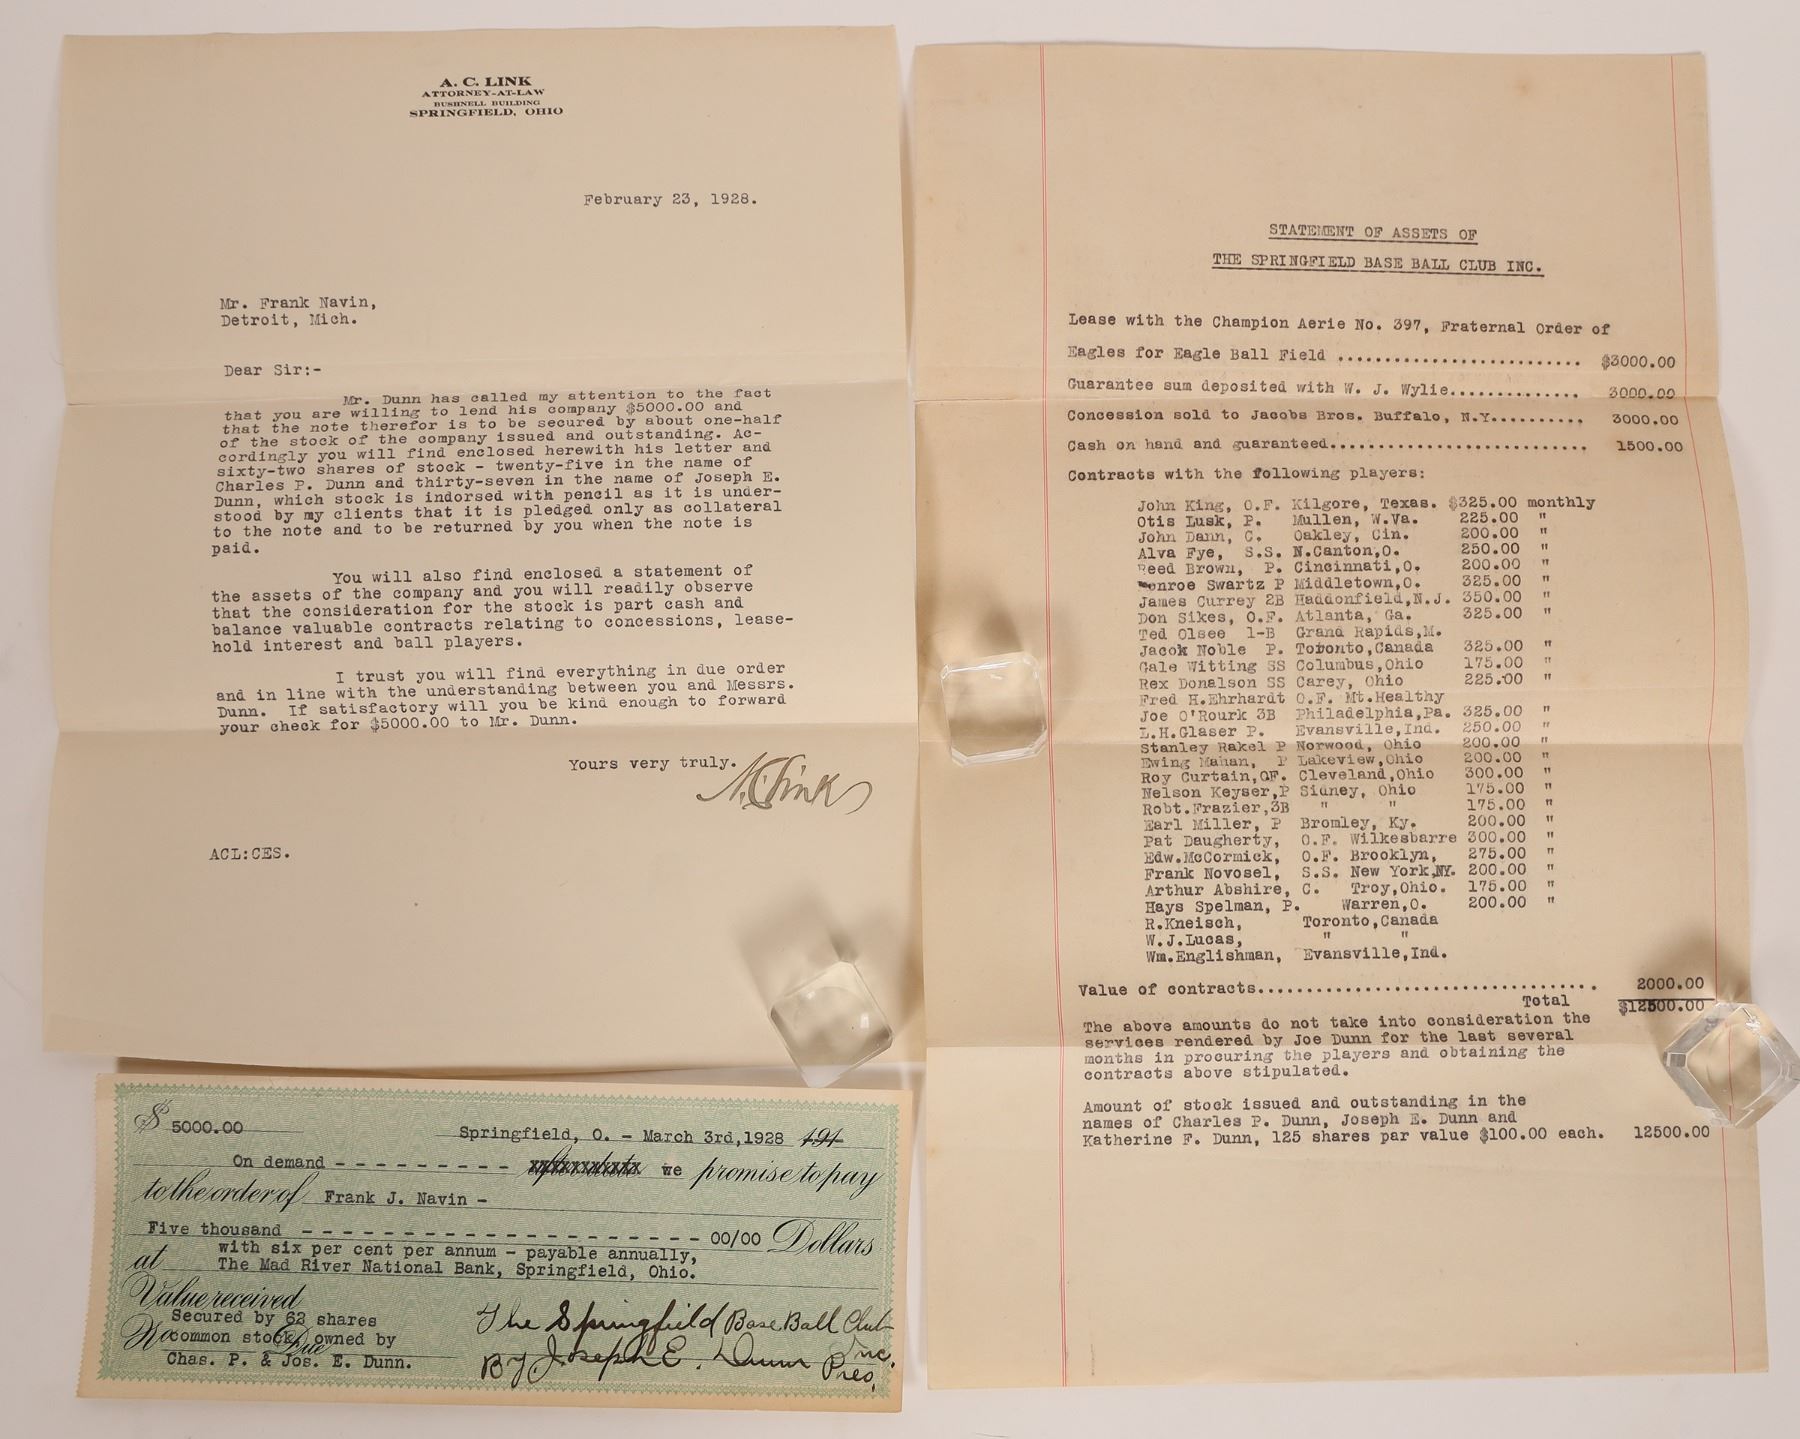 A. C. LINK
ATTORNEY-AT-LAW
BUSHNELL BUILDING
SPRINGFIELD, OHIO
February 23, 1928.
Mr. Frank Navin,
Detroit, Mich.
Dear Sir:-
Mr. Dunn has called my attention to the fact
that you are willing to lend his company $5000.00 and
that the note therefor is to be secured by about one-half
of the stock of the company issued and outstanding. Ac-
cordingly you will find enclosed herewith his letter and
sixty-two shares of stock - twenty-five in the name of
Charles P. Dunn and thirty-seven in the name of Joseph E.
Dunn, which stock is indorsed with pencil as it is under-
stood by my clients that it is pledged only as collateral
to the note and to be returned by you when the note is
paid.
You will also find enclosed a statement of
the assets of the company and you will readily observe
that the consideration for the stock is part cash and
balance valuable contracts relating to concessions, lease-
hold interest and ball players.
I trust you will find everything in due order
and in line with the understanding between you and Messrs.
Dunn. If satisfactory will you be kind enough to forward
your check for $5000.00 to Mr. Dunn.
Yours very truly.
A.C.Link
ACL:CES.
$ 5000.00
Springfield, O. - March 3rd,1928 191
On demand - - - - - - - - - - we promise to pay
to the order of Frank J. Navin -
Five thousand - - - - - - - - - - - - - - - - - - - - - 00/00 Dollars
with six per cent per annum - payable annually,
at The Mad River National Bank, Springfield, Ohio.
Value received
Secured by 62 shares
No common stock Due owned by
Chas. P. & Jos. E. Dunn.
The Springfield Base Ball Club Inc.
By Joseph E. Dunn Pres.
STATEMENT OF ASSETS OF
THE SPRINGFIELD BASE BALL CLUB INC.
Lease with the Champion Aerie No. 397, Fraternal Order of
Eagles for Eagle Ball Field .......................... $3000.00
Guarantee sum deposited with W. J. Wylie.............. 3000.00
Concession sold to Jacobs Bros. Buffalo, N.Y.......... 3000.00
Cash on hand and guaranteed............................ 1500.00
Contracts with the following players:
John King, O.F. Kilgore, Texas. $325.00 monthly
Otis Lusk, P. Mullen, W.Va. 225.00 "
John Dann, C. Oakley, Cin. 200.00 "
Alva Fye, S.S. N.Canton,O. 250.00 "
Reed Brown, P. Cincinnati,O. 200.00 "
Monroe Swartz P Middletown,O. 325.00 "
James Currey 2B Haddonfield,N.J. 350.00 "
Don Sikes, O.F. Atlanta, Ga. 325.00 "
Ted Olsee 1-B Grand Rapids,M.
Jacok Noble P. Toronto,Canada 325.00 "
Gale Witting SS Columbus,Ohio 175.00 "
Rex Donalson SS Carey, Ohio 225.00 "
Fred H.Ehrhardt O.F. Mt.Healthy
Joe O'Rourk 3B Philadelphia,Pa. 325.00 "
L.H.Glaser P. Evansville,Ind. 250.00 "
Stanley Rakel P Norwood, Ohio 200.00 "
Ewing Mahan, P Lakeview,Ohio 200.00 "
Roy Curtain,OF. Cleveland,Ohio 300.00 "
Nelson Keyser,P Sidney, Ohio 175.00 "
Robt.Frazier,3B " " 175.00 "
Earl Miller, P Bromley, Ky. 200.00 "
Pat Daugherty, O.F. Wilkesbarre 300.00 "
Edw.McCormick, O.F. Brooklyn, 275.00 "
Frank Novosel, S.S. New York,NY. 200.00 "
Arthur Abshire, C. Troy,Ohio. 175.00 "
Hays Spelman, P. Warren,O. 200.00 "
R.Kneisch, Toronto,Canada
W.J.Lucas, " "
Wm.Englishman, Evansville,Ind.
Value of contracts.................................... 2000.00
Total $12500.00
The above amounts do not take into consideration the
services rendered by Joe Dunn for the last several
months in procuring the players and obtaining the
contracts above stipulated.
Amount of stock issued and outstanding in the
names of Charles P. Dunn, Joseph E. Dunn and
Katherine F. Dunn, 125 shares par value $100.00 each. 12500.00